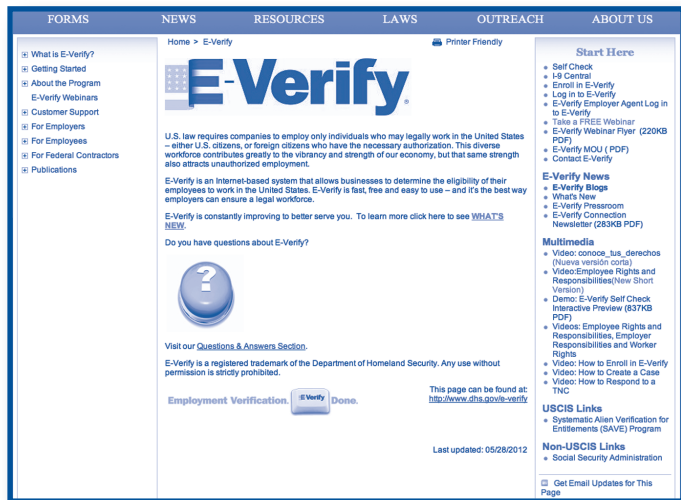 FORMS NEWS RESOURCES LAWS OUTREACH ABOUT US
What is E-Verify?
Getting Started
About the Program
E-Verify Webinars
Customer Support
For Employers
For Employees
For Federal Contractors
Publications
Home > E-Verify
Printer Friendly
E-Verify.
U.S. law requires companies to employ only individuals who may legally work in the United States
– either U.S. citizens, or foreign citizens who have the necessary authorization. This diverse
workforce contributes greatly to the vibrancy and strength of our economy, but that same strength
also attracts unauthorized employment.
E-Verify is an Internet-based system that allows businesses to determine the eligibility of their
employees to work in the United States. E-Verify is fast, free and easy to use – and it's the best way
employers can ensure a legal workforce.
E-Verify is constantly improving to better serve you. To learn more click here to see WHAT'S
NEW.
Do you have questions about E-Verify?
?
Visit our Questions & Answers Section.
E-Verify is a registered trademark of the Department of Homeland Security. Any use without
permission is strictly prohibited.
Employment Verification. E-Verify Done.
This page can be found at:
http://www.dhs.gov/e-verify
Last updated: 05/28/2012
Start Here
Self Check
I-9 Central
Enroll in E-Verify
Log in to E-Verify
E-Verify Employer Agent Log in
to E-Verify
Take a FREE Webinar
E-Verify Webinar Flyer (220KB
PDF)
E-Verify MOU ( PDF)
Contact E-Verify
E-Verify News
E-Verify Blogs
What's New
E-Verify Pressroom
E-Verify Connection
Newsletter (283KB PDF)
Multimedia
Video: conoce_tus_derechos
(Nueva versión corta)
Video:Employee Rights and
Responsibilities(New Short
Version)
Demo: E-Verify Self Check
Interactive Preview (837KB
PDF)
Videos: Employee Rights and
Responsibilities, Employer
Responsibilities and Worker
Rights
Video: How to Enroll in E-Verify
Video: How to Create a Case
Video: How to Respond to a
TNC
USCIS Links
Systematic Alien Verification for
Entitlements (SAVE) Program
Non-USCIS Links
Social Security Administration
Get Email Updates for This
Page